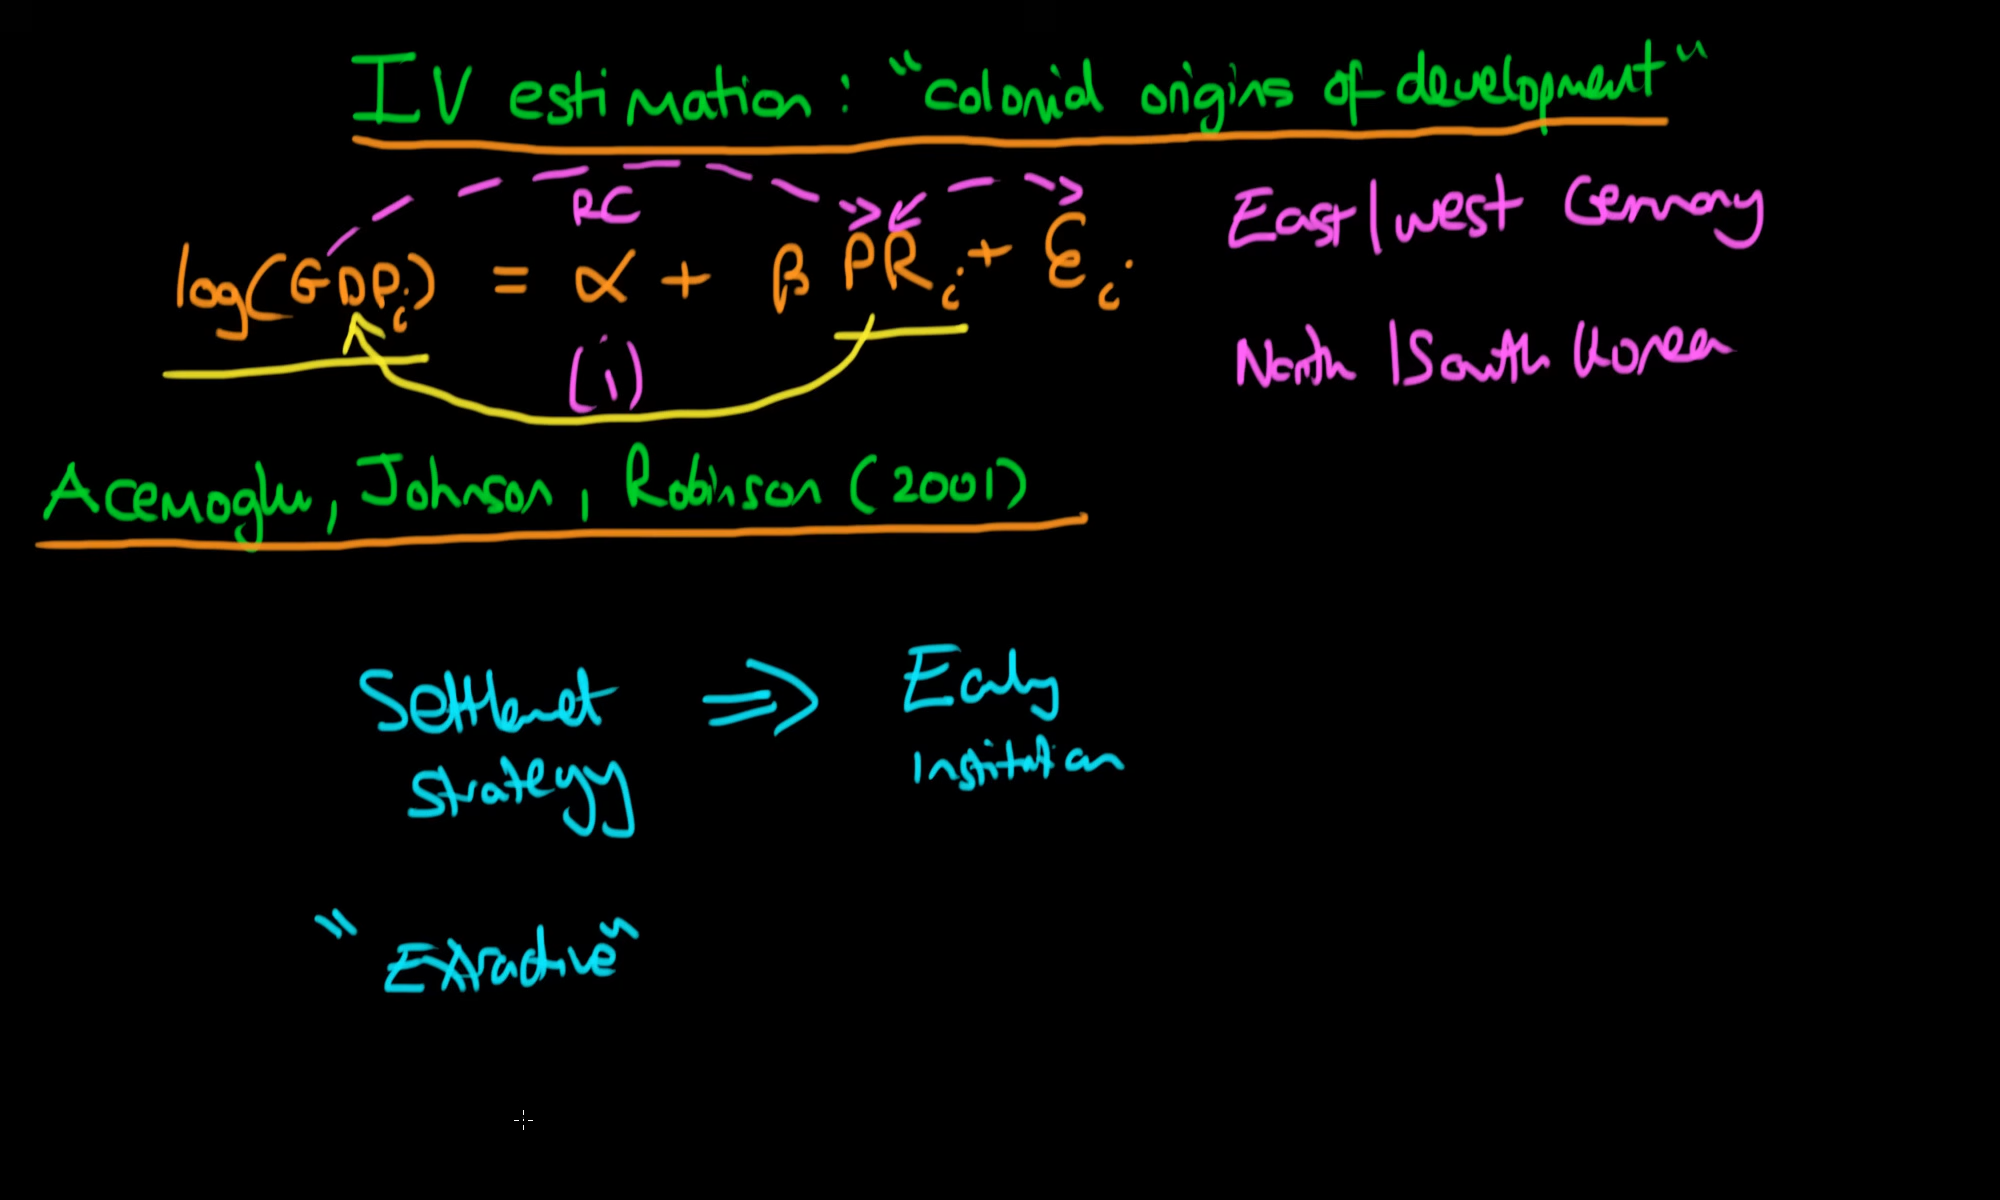 IV estimation: "colonial origins of development"
RC
log(GDPᵢ) = α + β PRᵢ + Ɛᵢ
(i)
East/west Germany
North/South Korea
Acemoglu, Johnson, Robinson (2001)
Settlement
strategy
⇒
Early
institution
"Extractive"